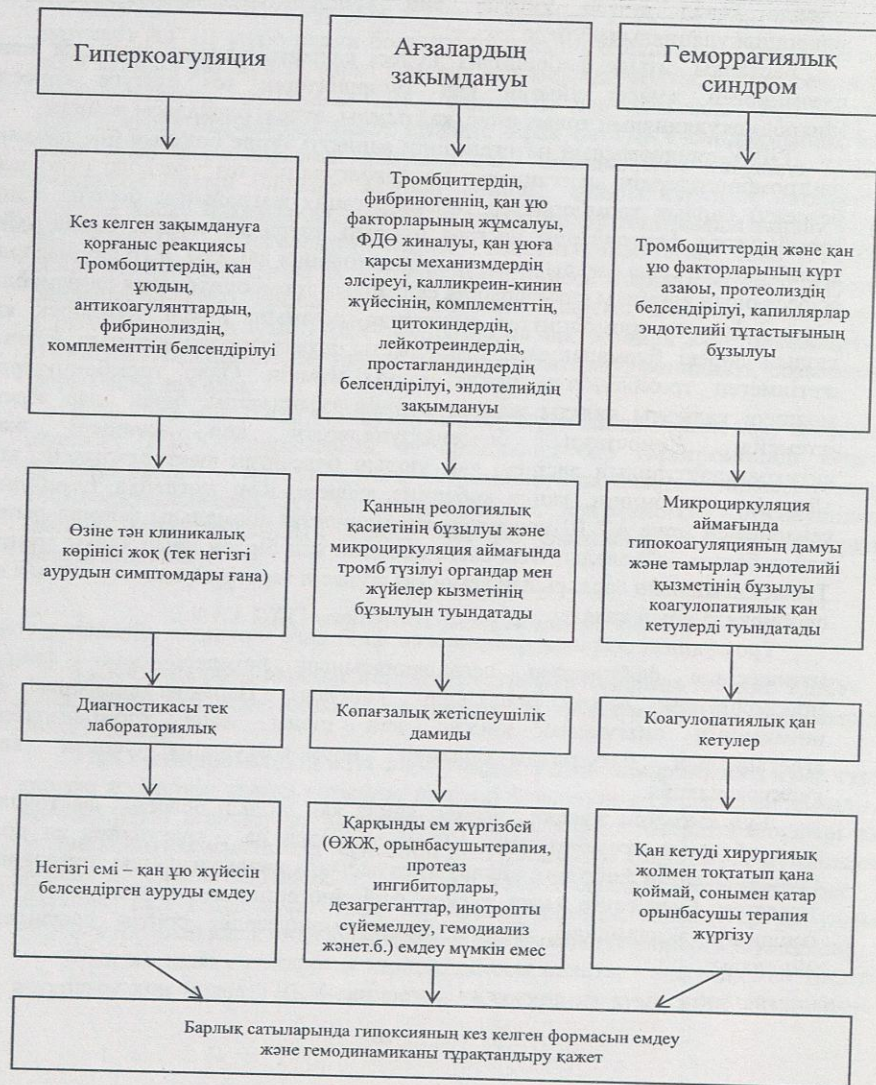 Гиперкоагуляция
Ағзалардың
зақымдануы
Геморрагиялық
синдром
Кез келген зақымдануға
қорғаныс реакциясы
Тромбоциттердің, қан
ұюдың,
антикоагулянттардың,
фибринолиздің,
комплементтің белсендірілуі
Тромбциттердің,
фибриногеннің, қан ұю
факторларының жұмсалуы,
ФДӨ жиналуы, қан ұюға
қарсы механизмдердің
әлсіреуі, калликреин-кинин
жүйесінің, комплементтің,
цитокиндердің,
лейкотреиндердің,
простагландиндердің
белсендірілуі, эндотелийдің
зақымдануы
Тромбоциттердің және қан
ұю факторларының күрт
азаюы, протеолиздің
белсендірілуі, капиллярлар
эндотелийі тұтастығының
бұзылуы
Өзіне тән клиникалық
көрінісі жоқ (тек негізгі
аурудын симптомдары ғана)
Қанның реологиялық
қасиетінің бұзылуы және
микроциркуляция аймағында
тромб түзілуі органдар мен
жүйелер кызметінің
бұзылуын туындатады
Микроциркуляция
аймағында
гипокоагуляцияның дамуы
және тамырлар эндотелийі
қызметінің бұзылуы
коагулопатиялық қан
кетулерді туындатады
Диагностикасы тек
лабораториялық
Көпағзалық жетіспеушілік
дамиды
Коагулопатиялық қан
кетулер
Негізгі емі – қан ұю жүйесін
белсендірген ауруды емдеу
Қарқынды ем жүргізбей
(ӨЖЖ, орынбасушытерапия,
протеаз
ингибиторлары,
дезагреганттар, инотропты
сүйемелдеу, гемодиализ
жәнет.б.) емдеу мүмкін емес
Қан кетуді хирургияық
жолмен тоқтатып қана
қоймай, сонымен қатар
орынбасушы терапия
жүргізу
Барлық сатыларында гипоксияның кез келген формасын емдеу
және гемодинамиканы тұрақтандыру қажет